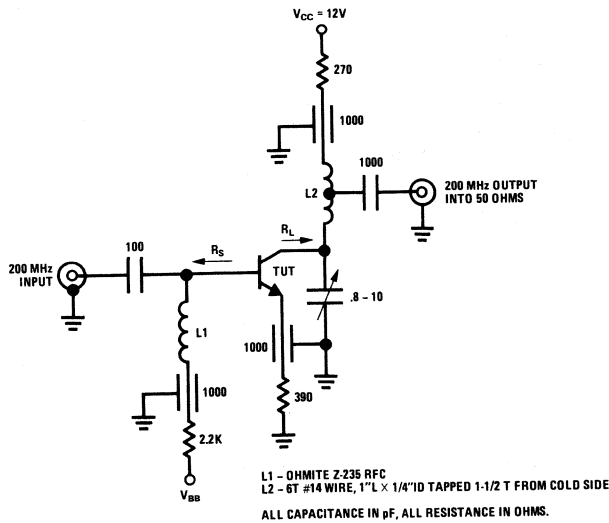 VCC = 12V
270
1000
1000
L2
200 MHz OUTPUT
INTO 50 OHMS
RL
RS
100
TUT
200 MHz
INPUT
.8 – 10
L1
1000
1000
390
2.2K
VBB
L1 – OHMITE Z-235 RFC
L2 – 6T #14 WIRE, 1"L × 1/4"ID TAPPED 1-1/2 T FROM COLD SIDE
ALL CAPACITANCE IN pF, ALL RESISTANCE IN OHMS.